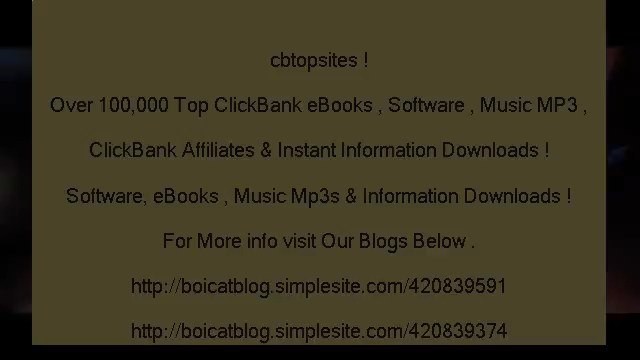 cbtopsites !
Over 100,000 Top ClickBank eBooks , Software , Music MP3 ,
ClickBank Affiliates & Instant Information Downloads !
Software, eBooks , Music Mp3s & Information Downloads !
For More info visit Our Blogs Below .
http://boicatblog.simplesite.com/420839591
http://boicatblog.simplesite.com/420839374